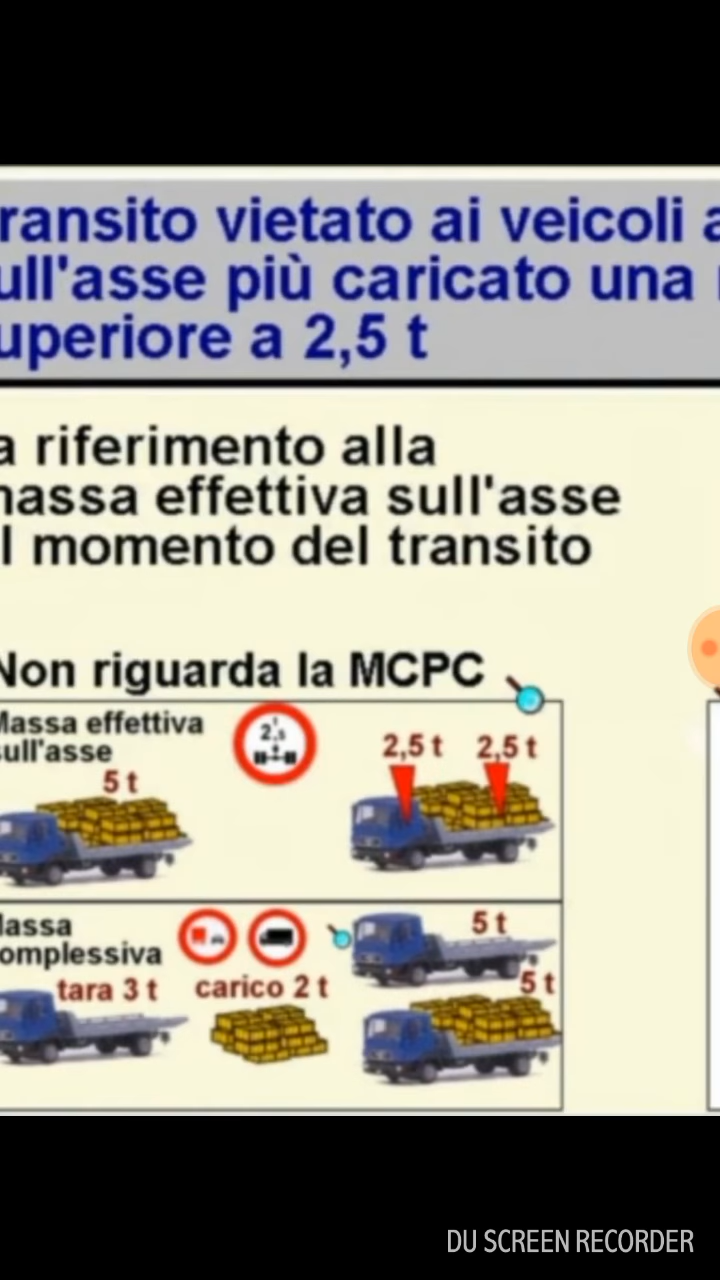 ransito vietato ai veicoli a
ull'asse più caricato una
uperiore a 2,5 t
a riferimento alla
assa effettiva sull'asse
l momento del transito
Non riguarda la MCPC
Massa effettiva
sull'asse
5 t
2,5
2,5 t 2,5 t
assa
omplessiva
tara 3 t carico 2 t
5 t
5 t
DU SCREEN RECORDER